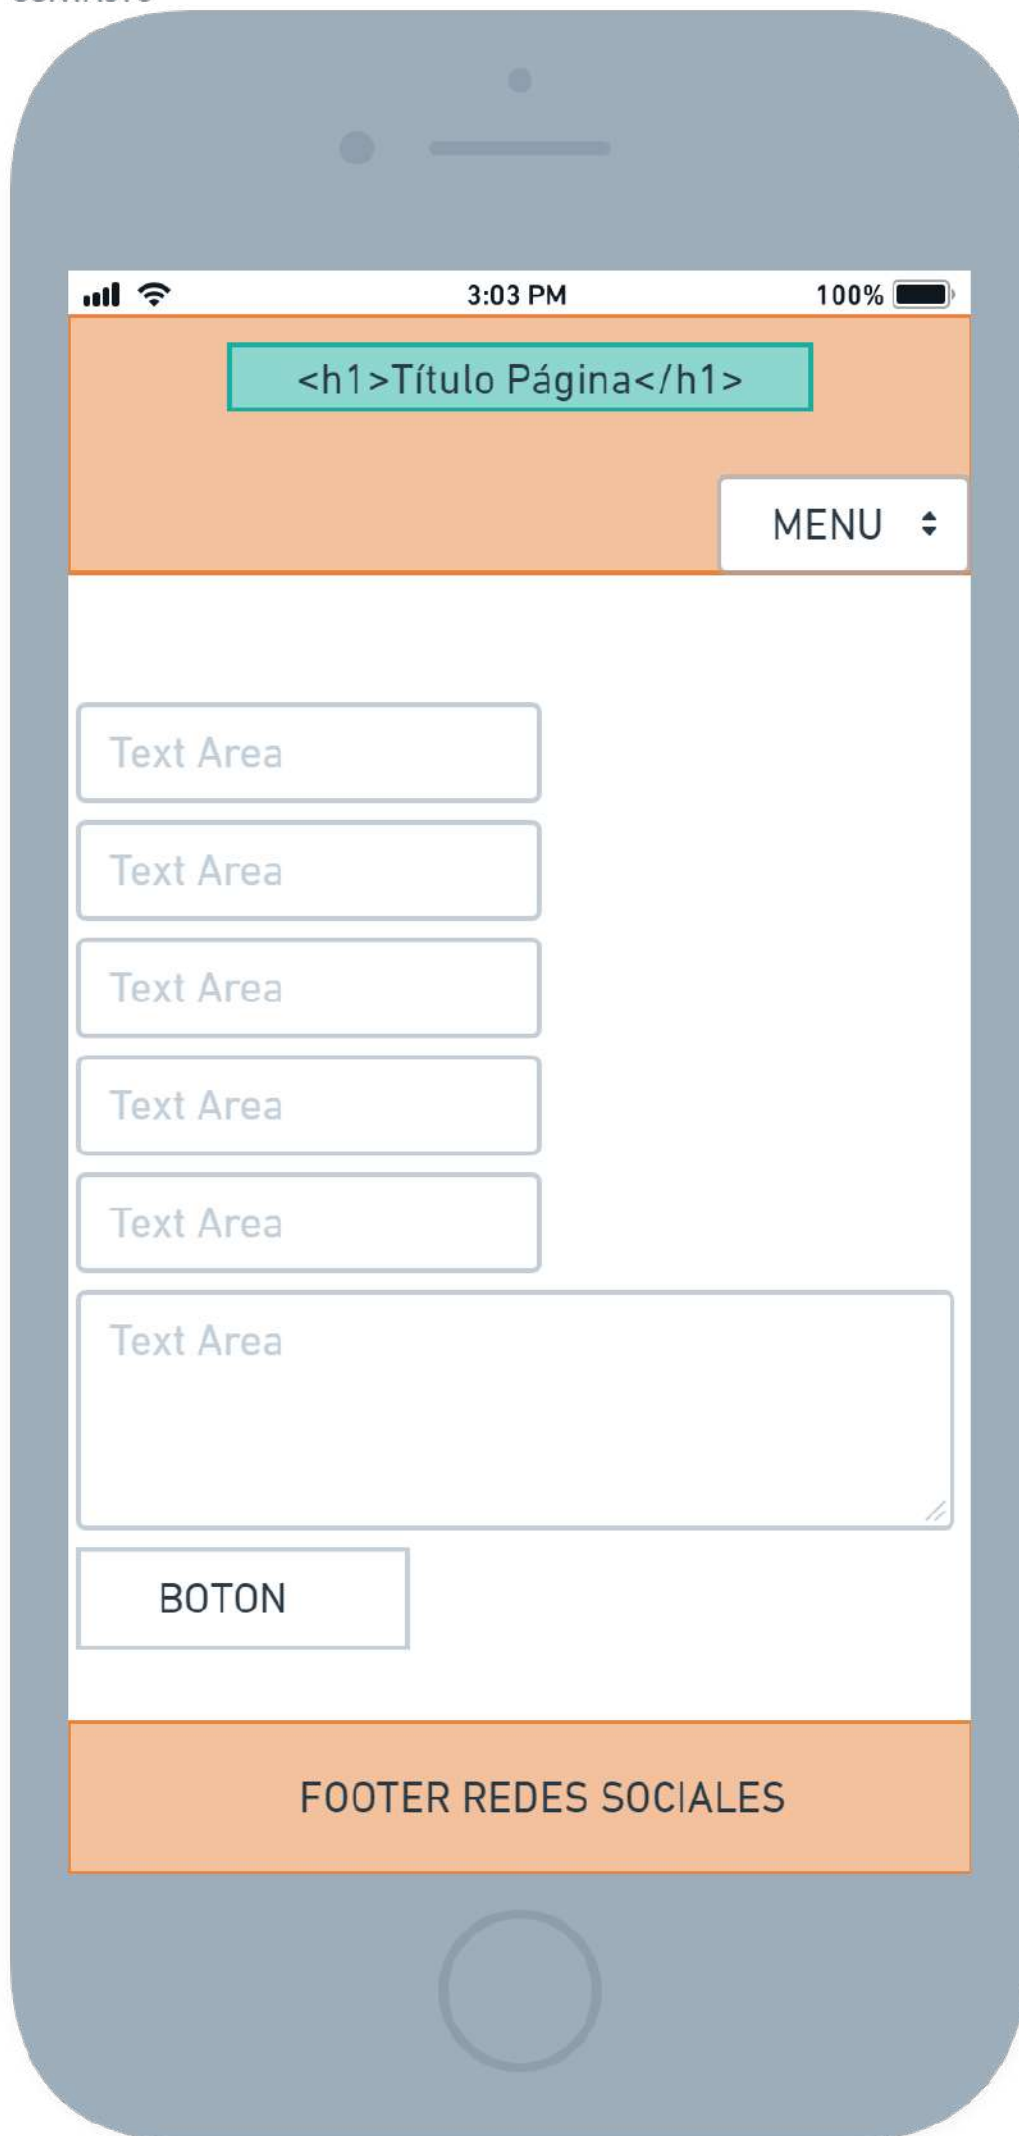 3:03 PM 100%
<h1>Título Página</h1>
MENU
Text Area
Text Area
Text Area
Text Area
Text Area
Text Area
BOTON
FOOTER REDES SOCIALES